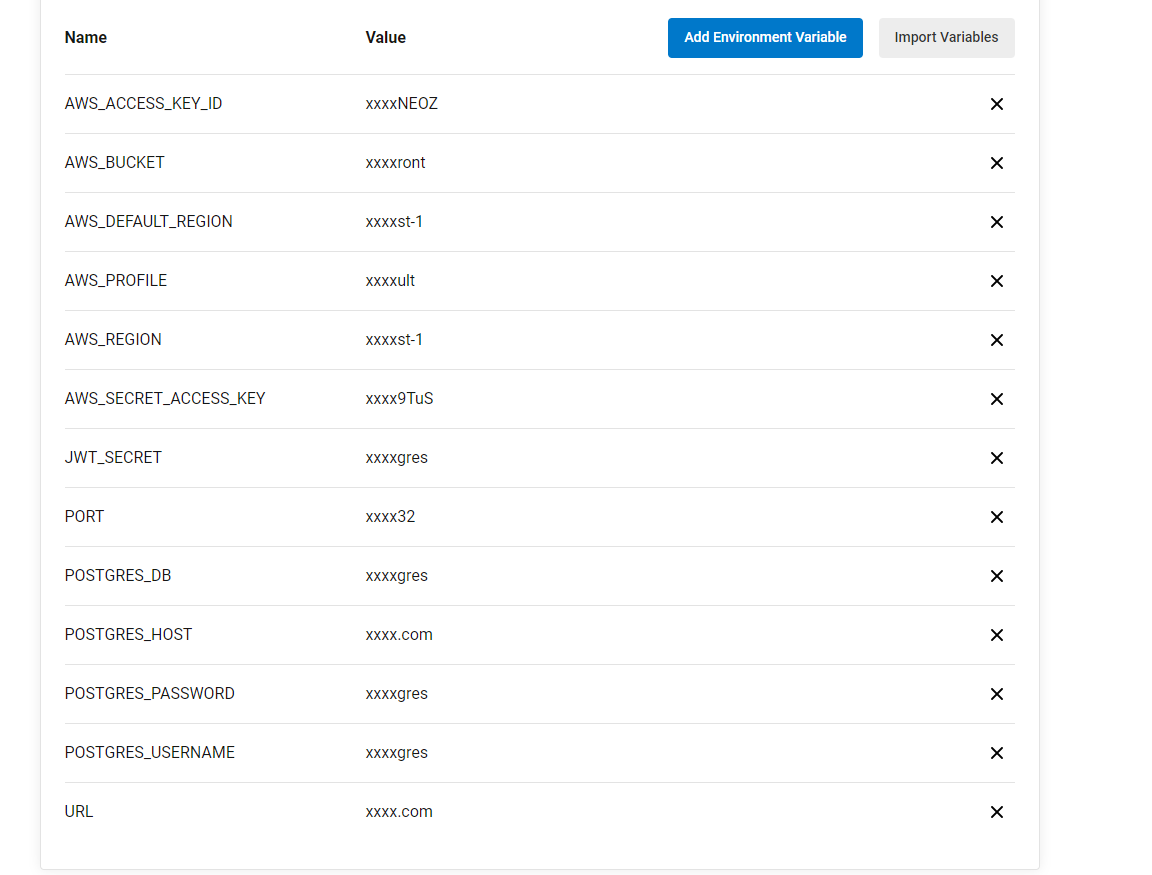 Name Value Add Environment Variable Import Variables
AWS_ACCESS_KEY_ID xxxxNEOZ
AWS_BUCKET xxxxront
AWS_DEFAULT_REGION xxxxst-1
AWS_PROFILE xxxxult
AWS_REGION xxxxst-1
AWS_SECRET_ACCESS_KEY xxxx9TuS
JWT_SECRET xxxxgres
PORT xxxx32
POSTGRES_DB xxxxgres
POSTGRES_HOST xxxx.com
POSTGRES_PASSWORD xxxxgres
POSTGRES_USERNAME xxxxgres
URL xxxx.com